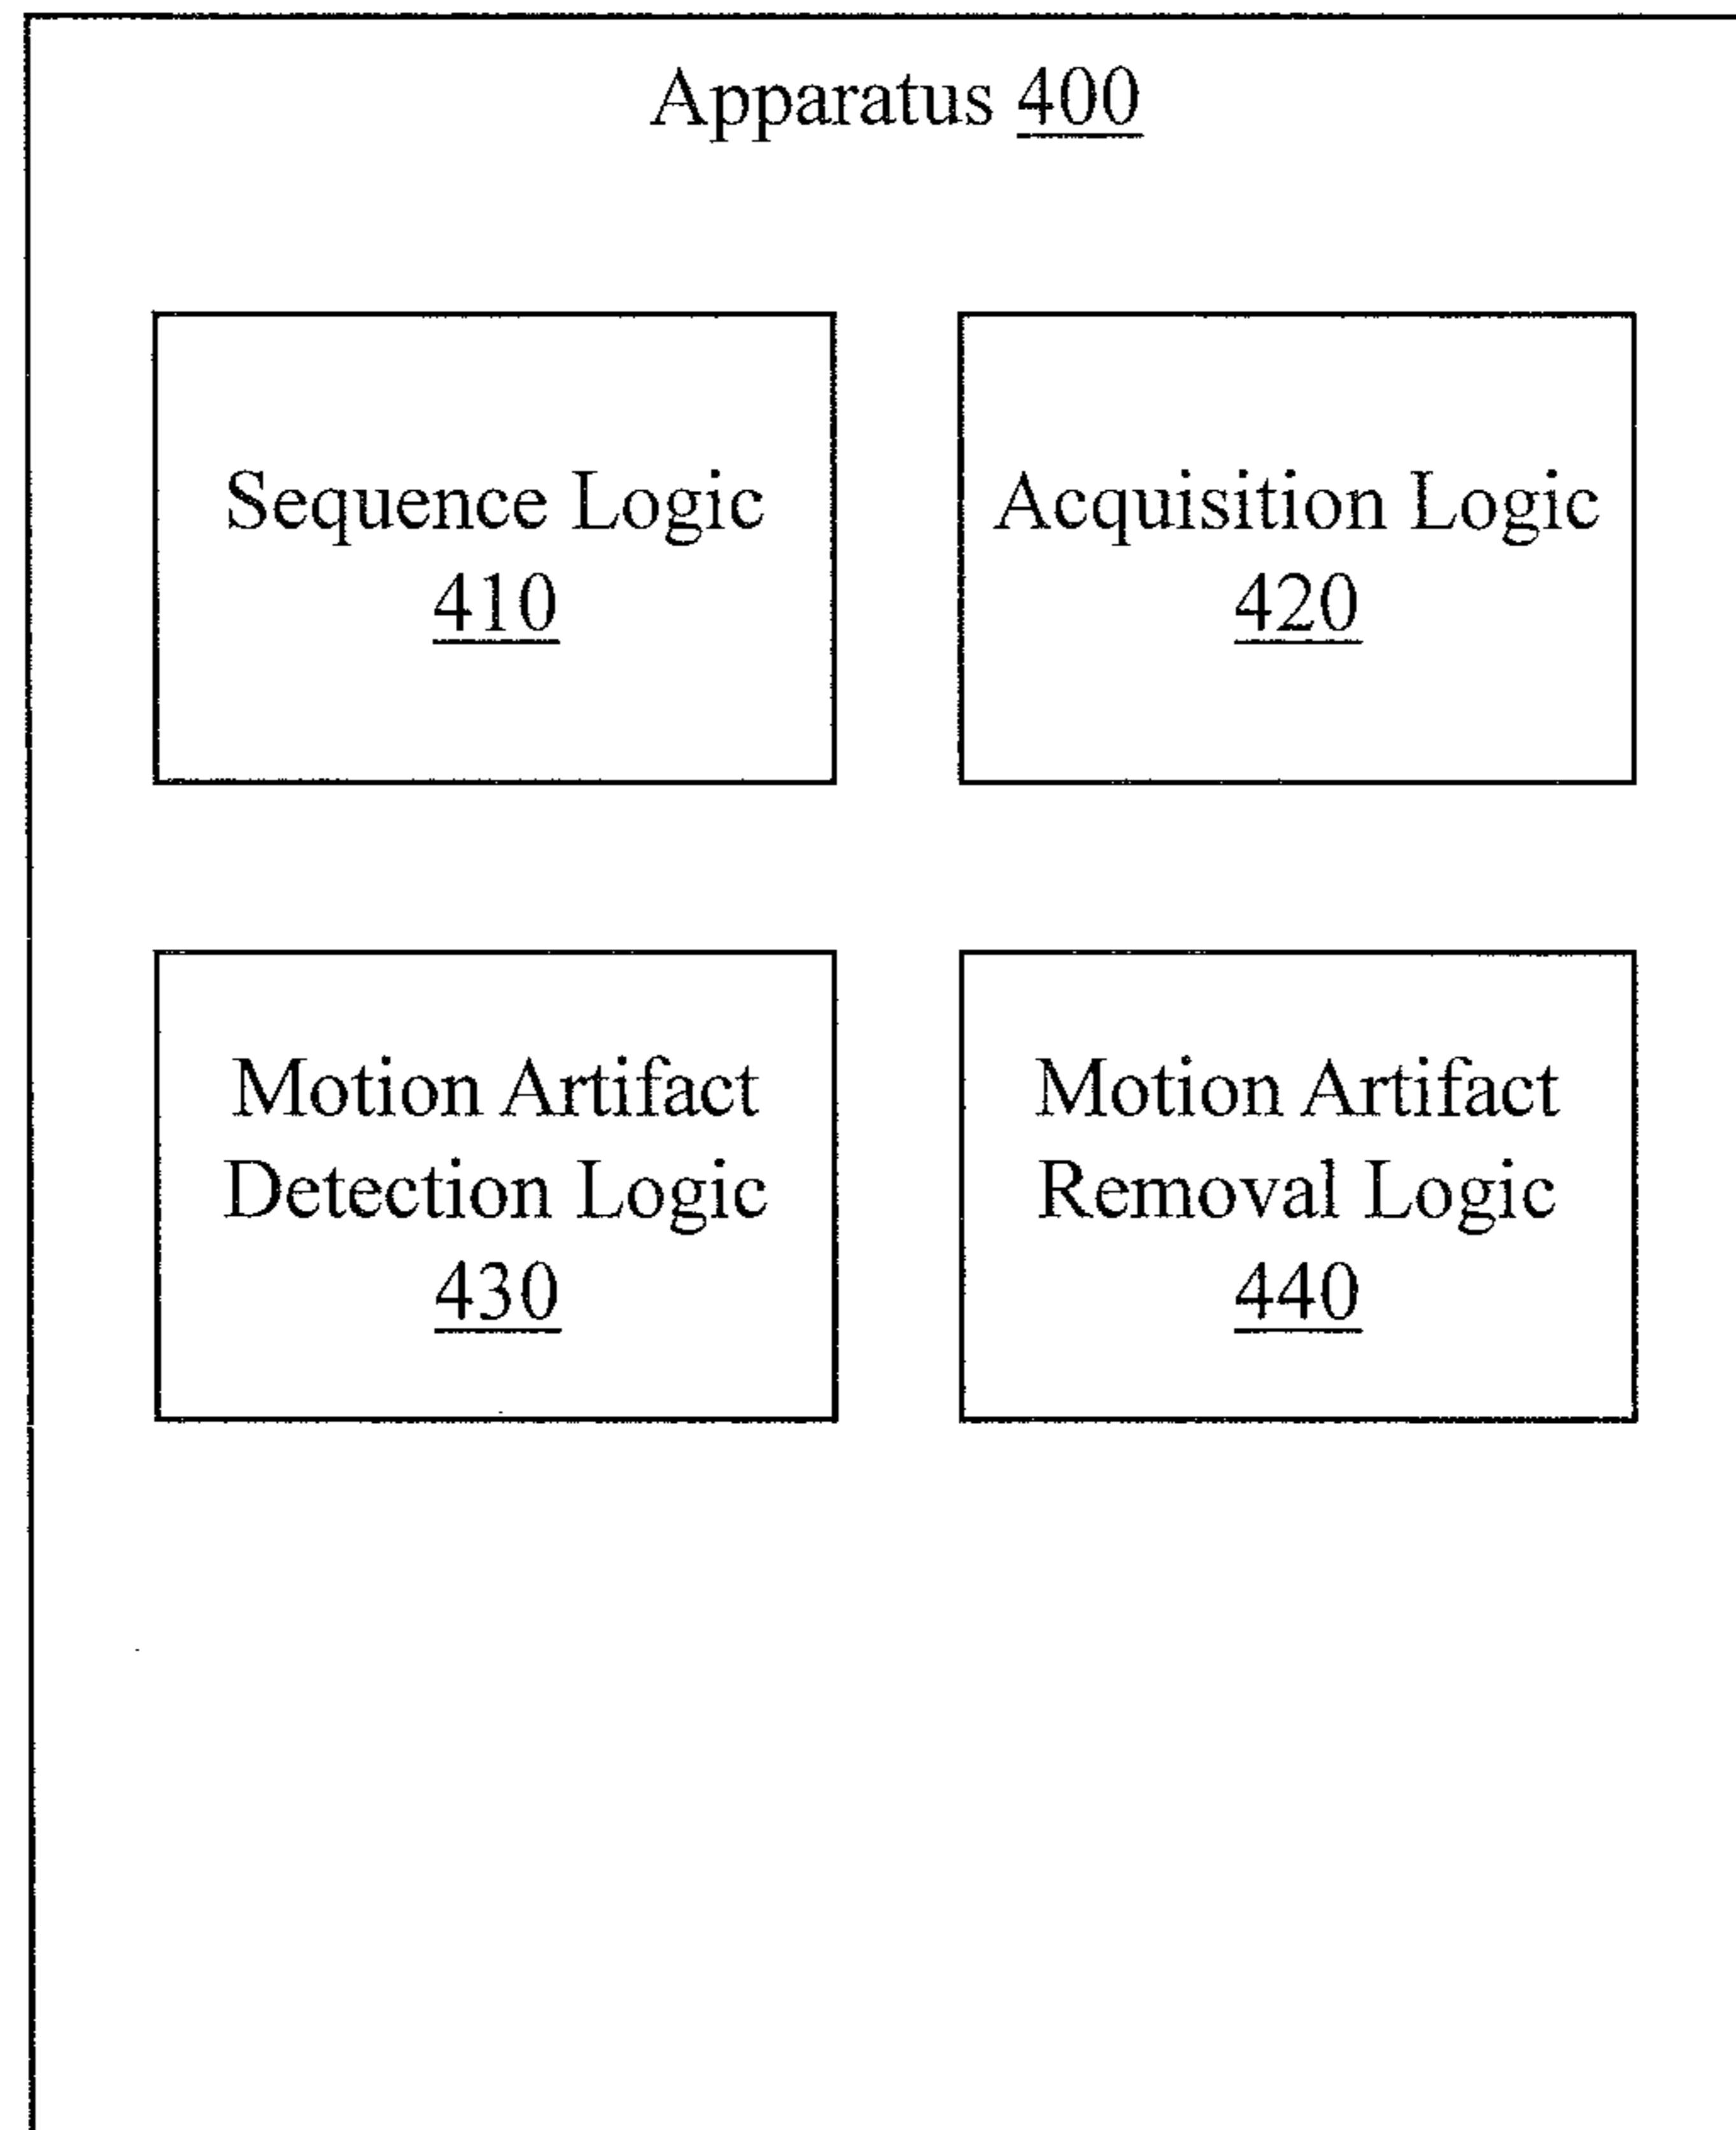 Apparatus 400
Sequence Logic
410
Acquisition Logic
420
Motion Artifact
Detection Logic
430
Motion Artifact
Removal Logic
440